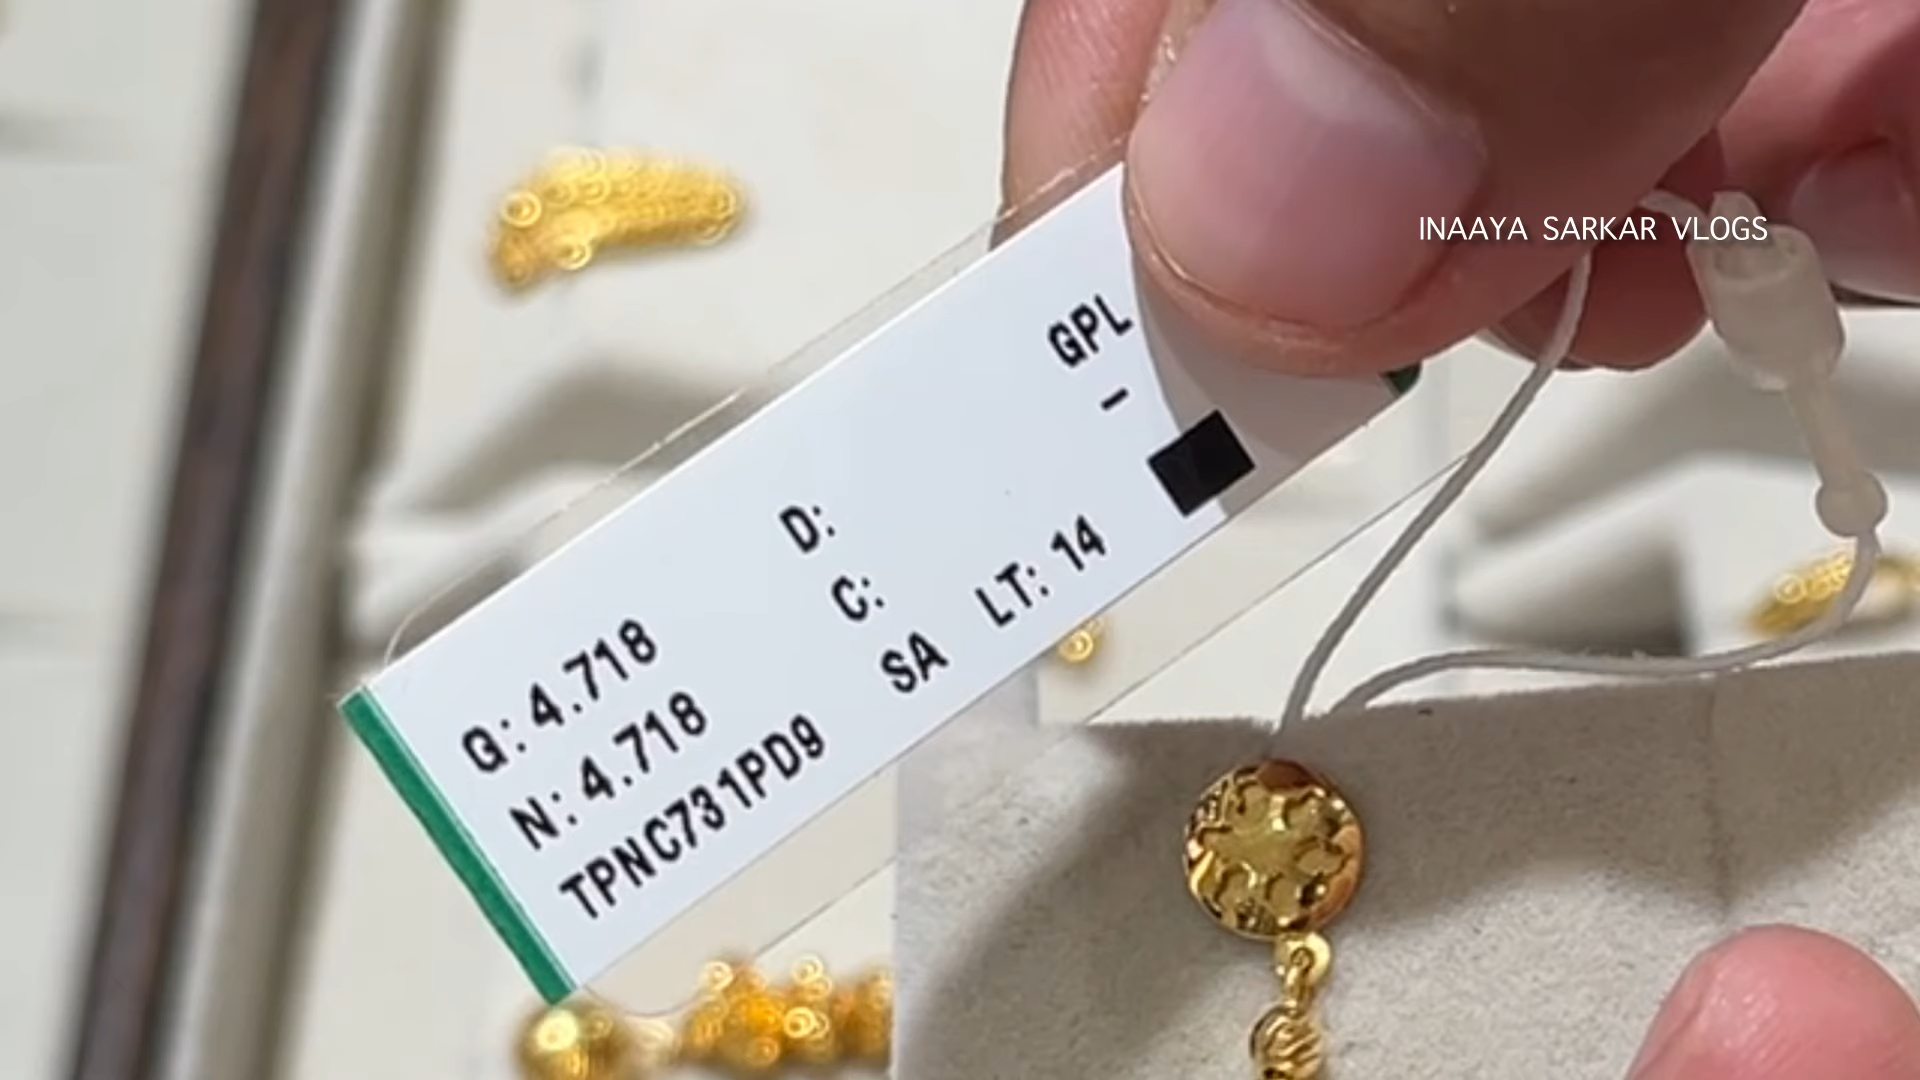 INAAYA SARKAR VLOGS
GPL
-
D:
C:
SA LT: 14
G: 4.718
N: 4.718
TPNC731PD9